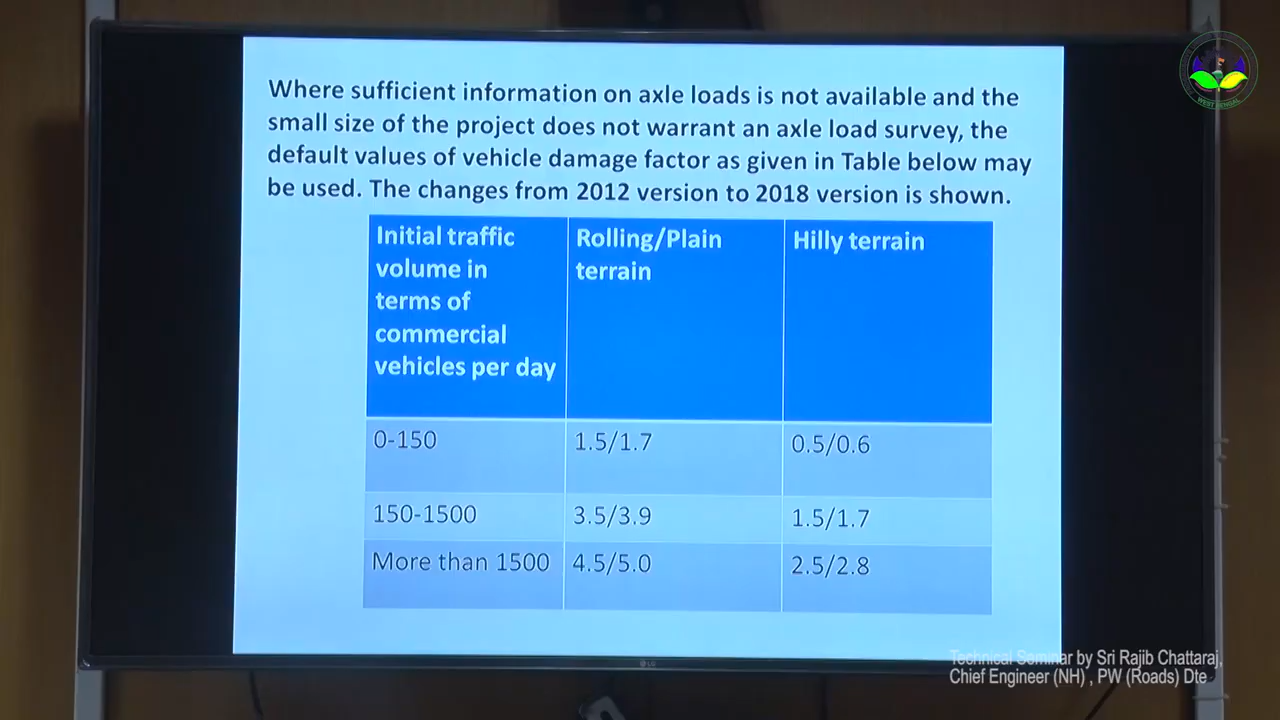 Where sufficient information on axle loads is not available and the
small size of the project does not warrant an axle load survey, the
default values of vehicle damage factor as given in Table below may
be used. The changes from 2012 version to 2018 version is shown.
Initial traffic
volume in
terms of
commercial
vehicles per day
Rolling/Plain
terrain
Hilly terrain
0-150
1.5/1.7
0.5/0.6
150-1500
3.5/3.9
1.5/1.7
More than 1500
4.5/5.0
2.5/2.8
LG
WEST BENGAL
Technical Seminar by Sri Rajib Chattaraj,
Chief Engineer (NH) , PW (Roads) Dte